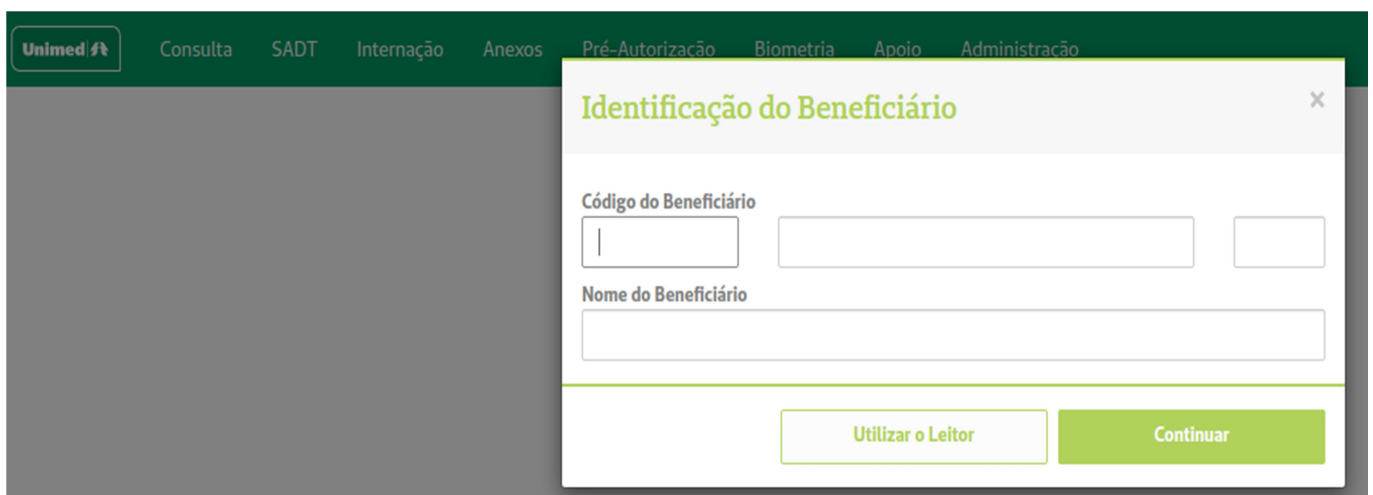 Unimed Consulta SADT Internação Anexos Pré-Autorização Biometria Apoio Administração
Identificação do Beneficiário ×
Código do Beneficiário
Nome do Beneficiário
Utilizar o Leitor Continuar